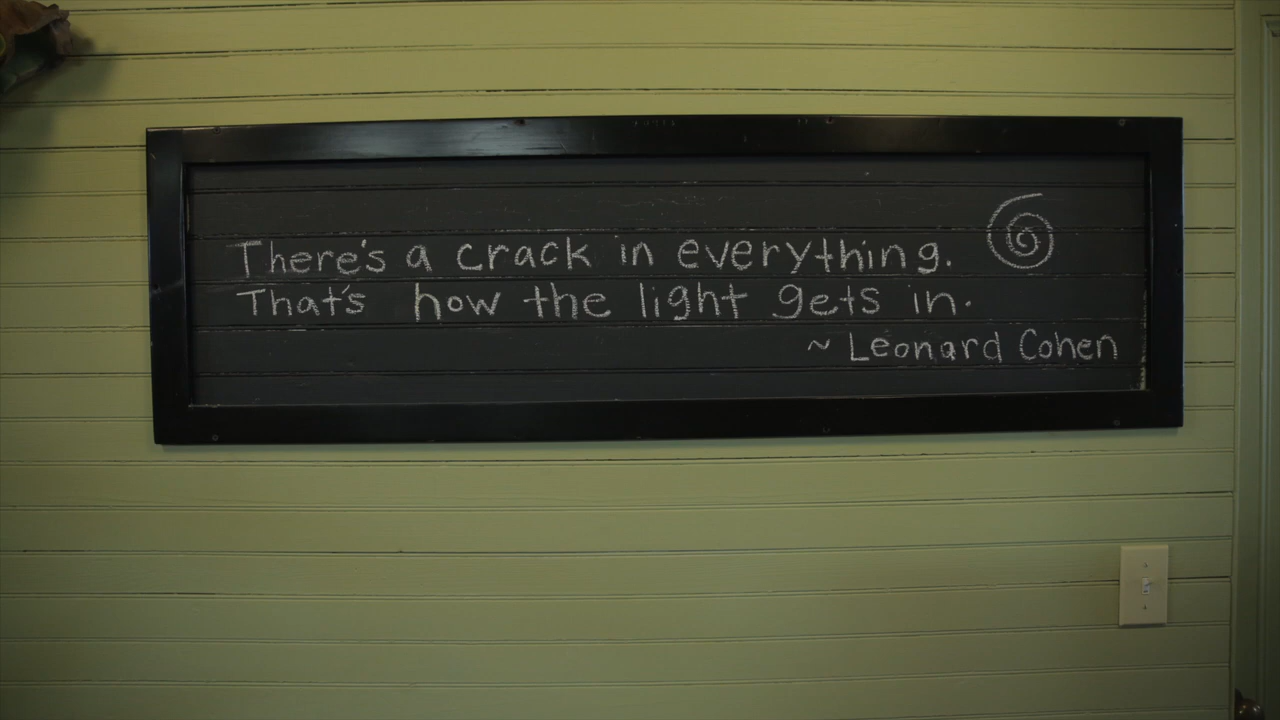 There's a crack in everything.
That's how the light gets in.
~ Leonard Cohen